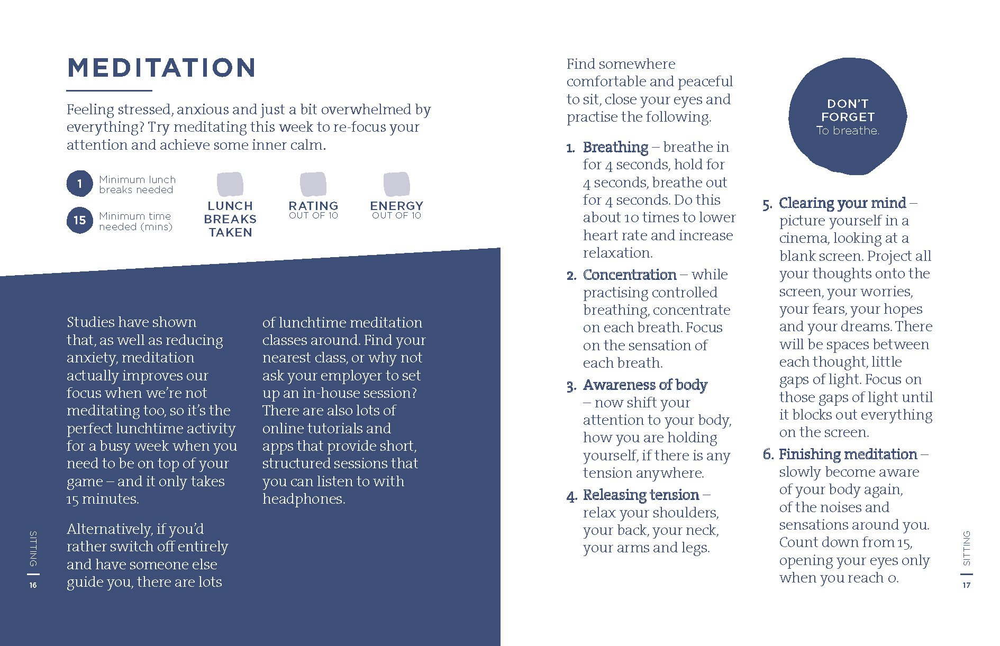 MEDITATION
Feeling stressed, anxious and just a bit overwhelmed by
everything? Try meditating this week to re-focus your
attention and achieve some inner calm.
1
Minimum lunch
breaks needed
15
Minimum time
needed (mins)
LUNCH
BREAKS
TAKEN
RATING
OUT OF 10
ENERGY
OUT OF 10
Studies have shown
that, as well as reducing
anxiety, meditation
actually improves our
focus when we’re not
meditating too, so it’s the
perfect lunchtime activity
for a busy week when you
need to be on top of your
game – and it only takes
15 minutes.
Alternatively, if you’d
rather switch off entirely
and have someone else
guide you, there are lots
of lunchtime meditation
classes around. Find your
nearest class, or why not
ask your employer to set
up an in-house session?
There are also lots of
online tutorials and
apps that provide short,
structured sessions that
you can listen to with
headphones.
SITTING
16
Find somewhere
comfortable and peaceful
to sit, close your eyes and
practise the following.
1. Breathing – breathe in
for 4 seconds, hold for
4 seconds, breathe out
for 4 seconds. Do this
about 10 times to lower
heart rate and increase
relaxation.
2. Concentration – while
practising controlled
breathing, concentrate
on each breath. Focus
on the sensation of
each breath.
3. Awareness of body
– now shift your
attention to your body,
how you are holding
yourself, if there is any
tension anywhere.
4. Releasing tension –
relax your shoulders,
your back, your neck,
your arms and legs.
DON’T
FORGET
To breathe.
5. Clearing your mind –
picture yourself in a
cinema, looking at a
blank screen. Project all
your thoughts onto the
screen, your worries,
your fears, your hopes
and your dreams. There
will be spaces between
each thought, little
gaps of light. Focus on
those gaps of light until
it blocks out everything
on the screen.
6. Finishing meditation –
slowly become aware
of your body again,
of the noises and
sensations around you.
Count down from 15,
opening your eyes only
when you reach 0.
SITTING
17